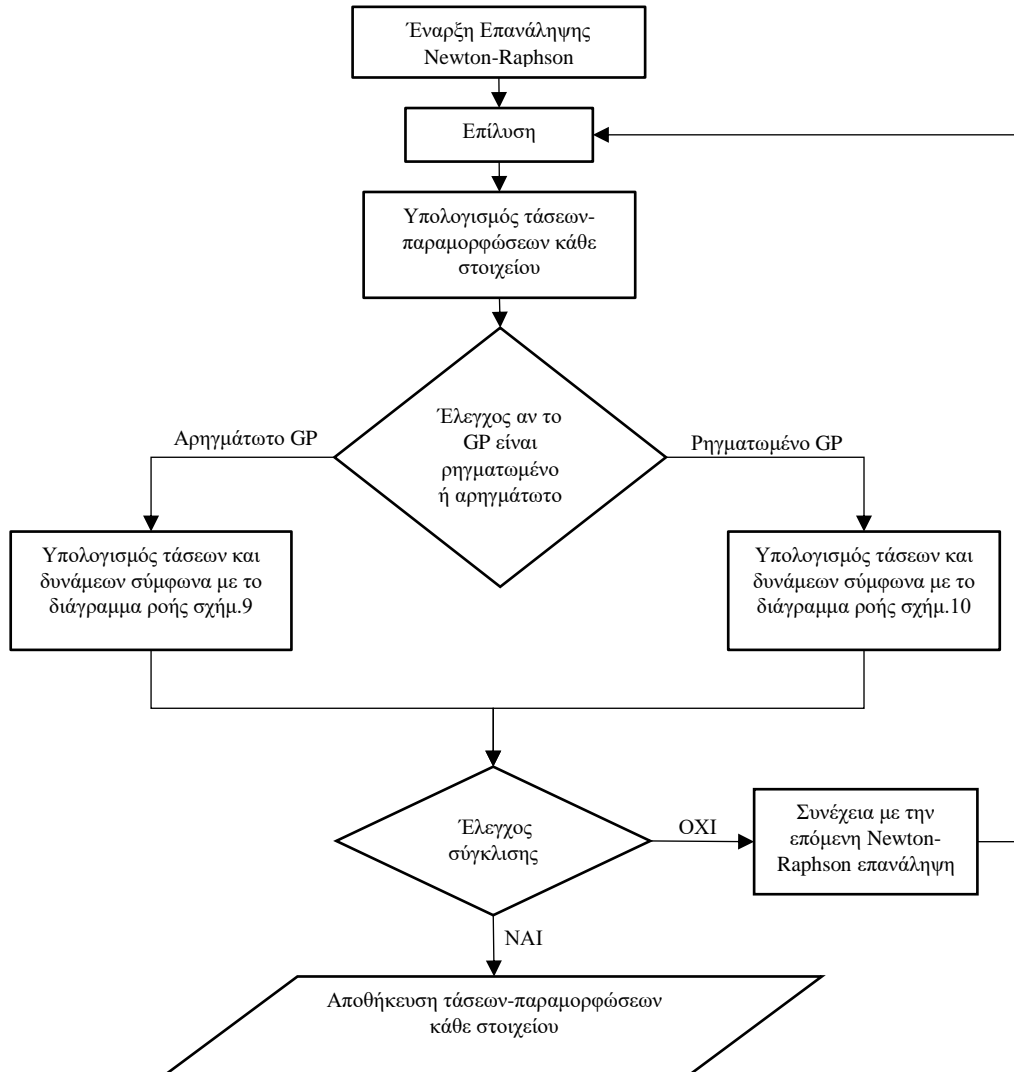 Έναρξη Επανάληψης
Newton-Raphson
Επίλυση
Υπολογισμός τάσεων-
παραμορφώσεων κάθε
στοιχείου
Έλεγχος αν το
GP είναι
ρηγματωμένο
ή αρηγμάτωτο
Αρηγμάτωτο GP
Ρηγματωμένο GP
Υπολογισμός τάσεων και
δυνάμεων σύμφωνα με το
διάγραμμα ροής σχήμ.9
Υπολογισμός τάσεων και
δυνάμεων σύμφωνα με το
διάγραμμα ροής σχήμ.10
Έλεγχος
σύγκλισης
ΟΧΙ
Συνέχεια με την
επόμενη Newton-
Raphson επανάληψη
ΝΑΙ
Αποθήκευση τάσεων-παραμορφώσεων
κάθε στοιχείου